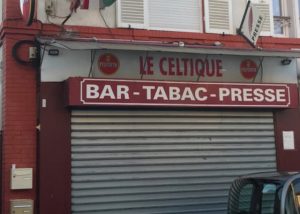 PRESSE
LE CELTIQUE
BAR - TABAC - PRESSE